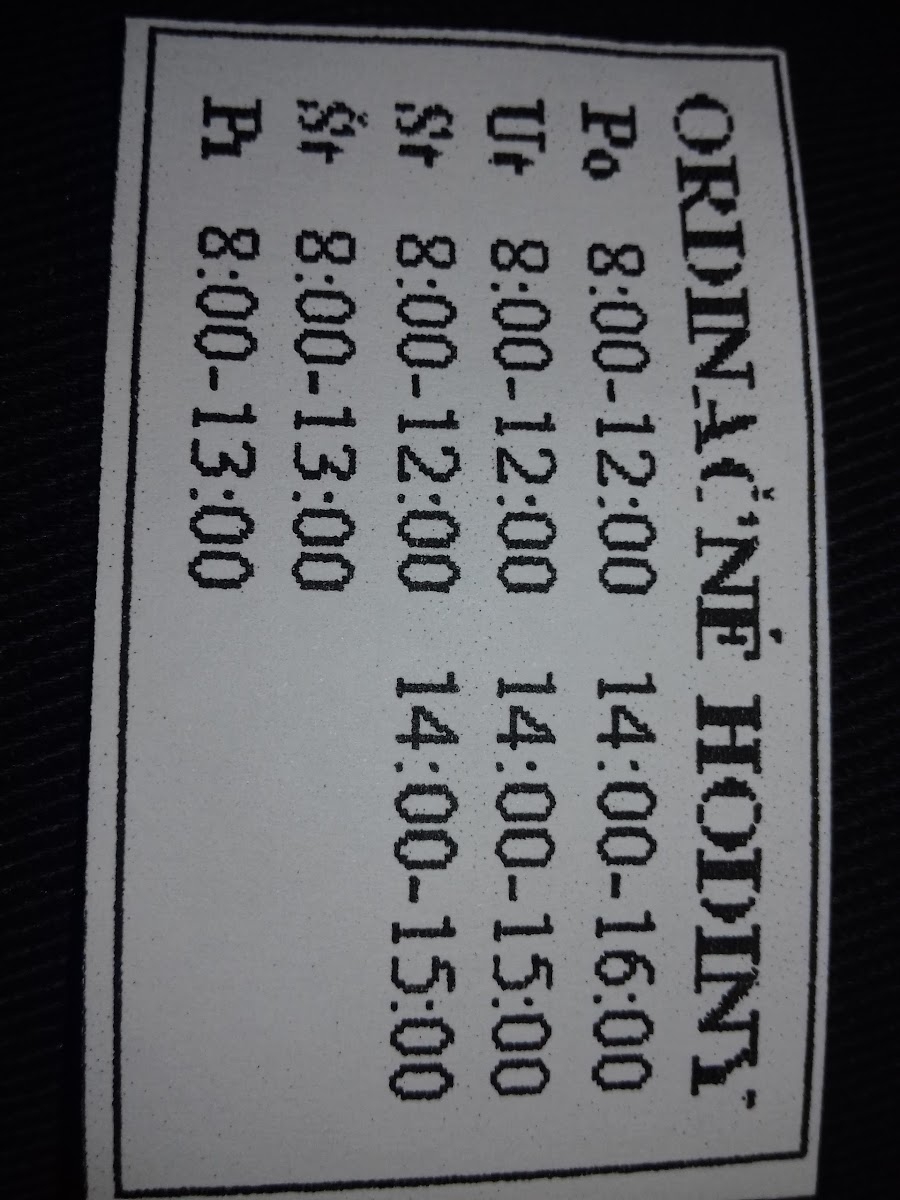 ORDINAČNÉ HODINY
Po 8:00-12:00 14:00-16:00
Ut 8:00-12:00 14:00-15:00
St 8:00-12:00 14:00-15:00
Št 8:00-13:00
Pi 8:00-13:00